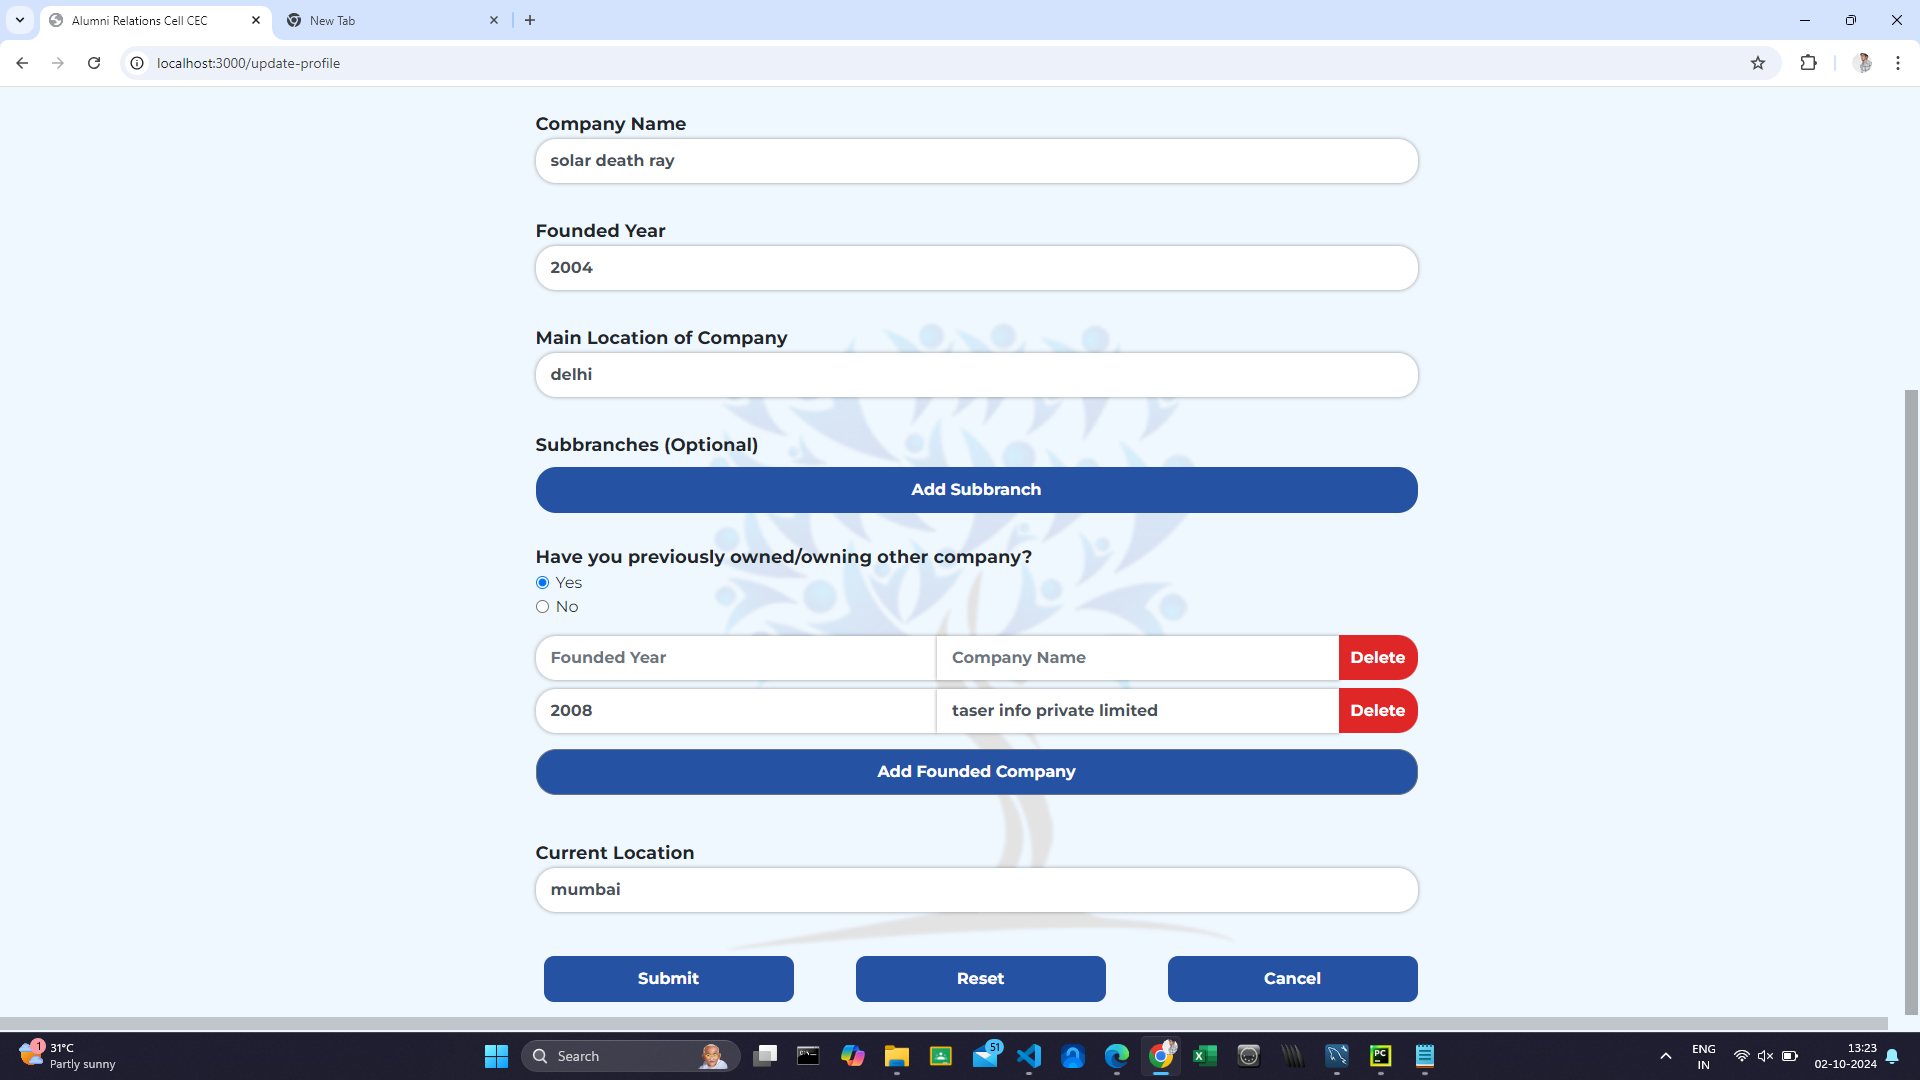 Alumni Relations Cell CEC
New Tab
localhost:3000/update-profile
Company Name
solar death ray
Founded Year
2004
Main Location of Company
delhi
Subbranches (Optional)
Add Subbranch
Have you previously owned/owning other company?
Yes
No
Founded Year Company Name Delete
2008 taser info private limited Delete
Add Founded Company
Current Location
mumbai
Submit Reset Cancel
1 31°C
Partly sunny
Search
51
PC
ENG
IN
13:23
02-10-2024